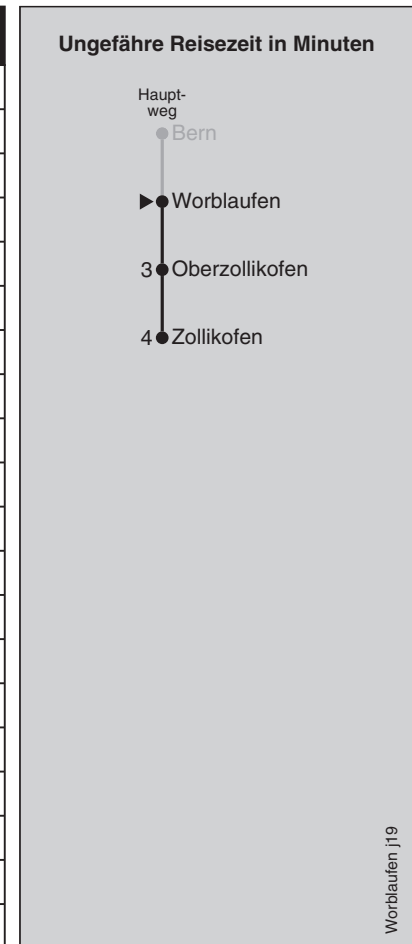 Ungefähre Reisezeit in Minuten
Haupt-
weg
Bern
Worblaufen
3 Oberzollikofen
4 Zollikofen
Worblaufen j19